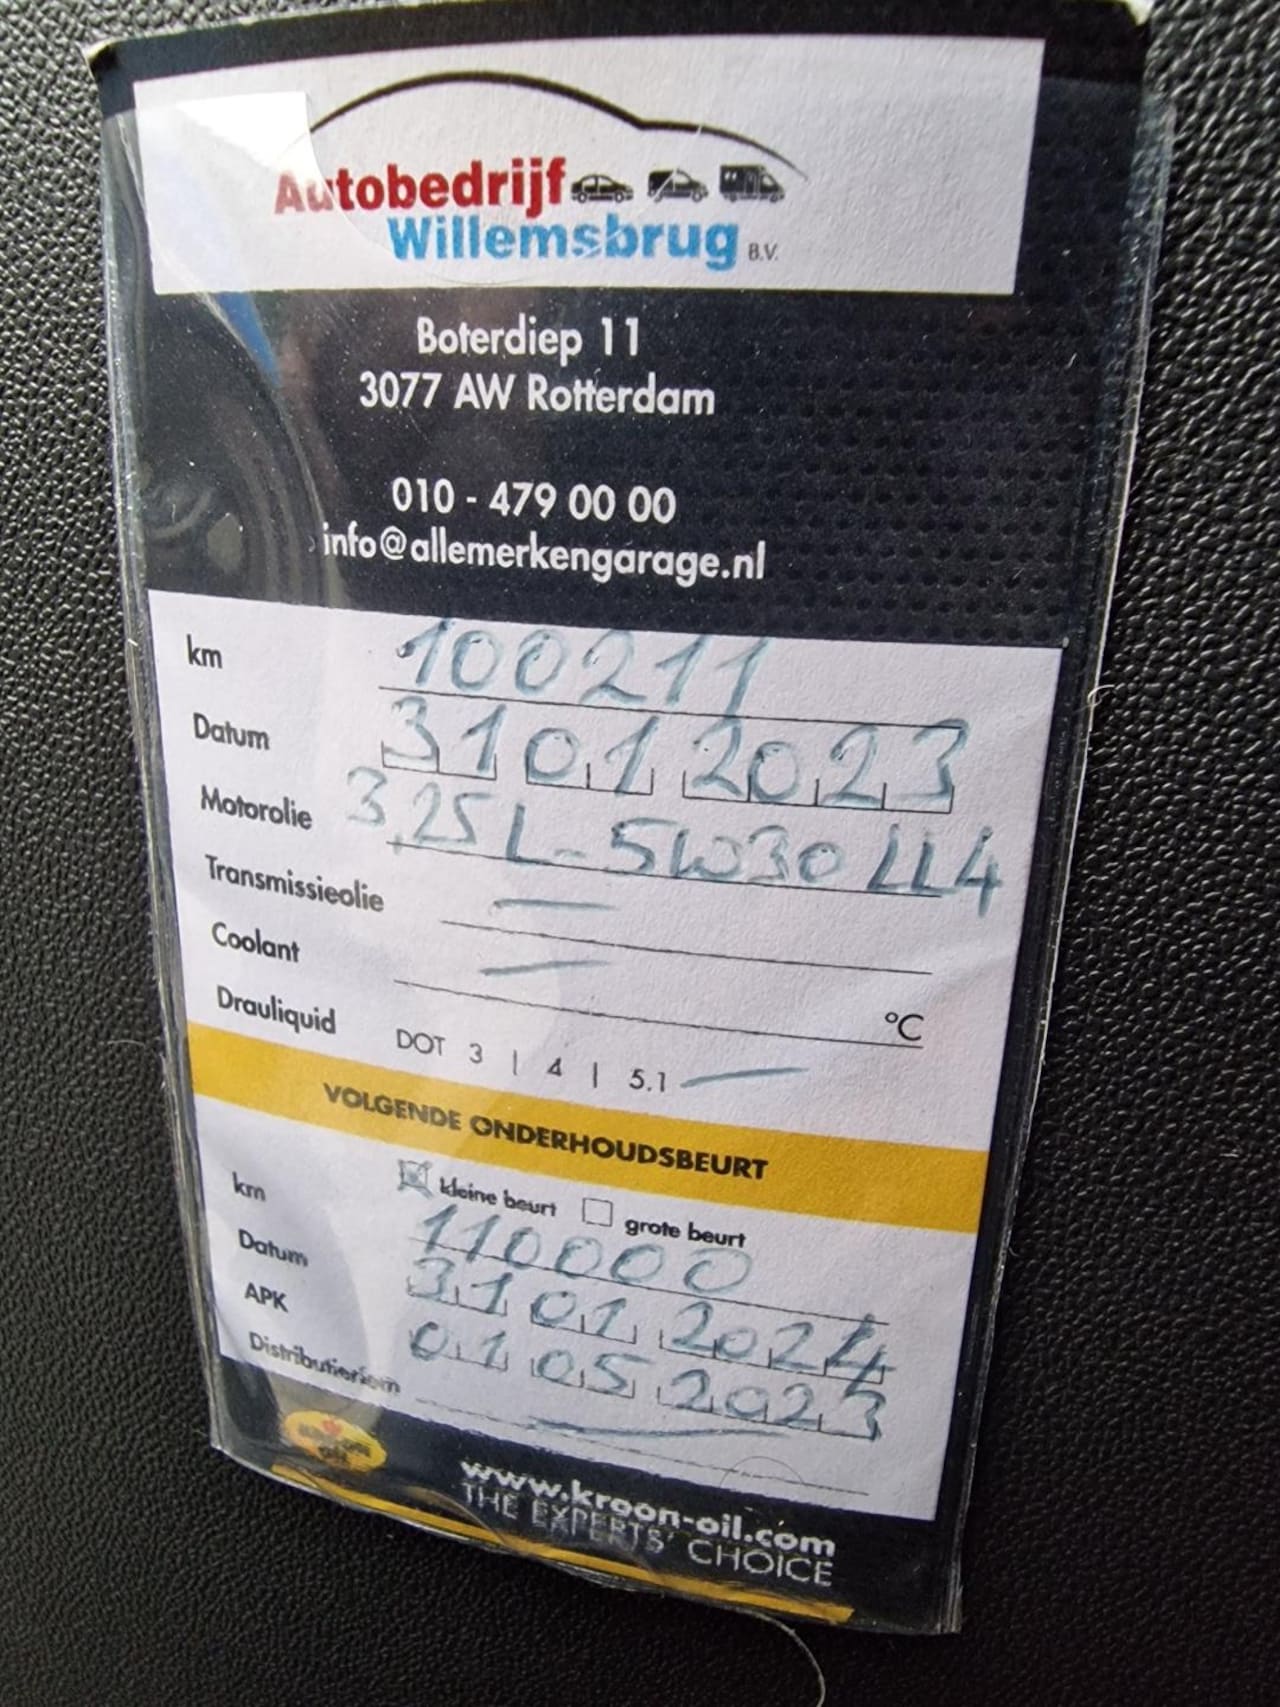 Autobedrijf
Willemsbrug B.V.
Boterdiep 11
3077 AW Rotterdam
010 - 479 00 00
info@allemerkengarage.nl
km 100211
Datum 31 01 2023
Motorolie 3,25 L - 5W30 LL4
Transmissieolie —
Coolant — °C
Drauliquid DOT 3 | 4 | 5.1 —
VOLGENDE ONDERHOUDSBEURT
☒ kleine beurt ☐ grote beurt
km 110000
Datum 31 01 2024
APK 01 05 2023
Distributieriem —
www.kroon-oil.com
THE EXPERTS' CHOICE